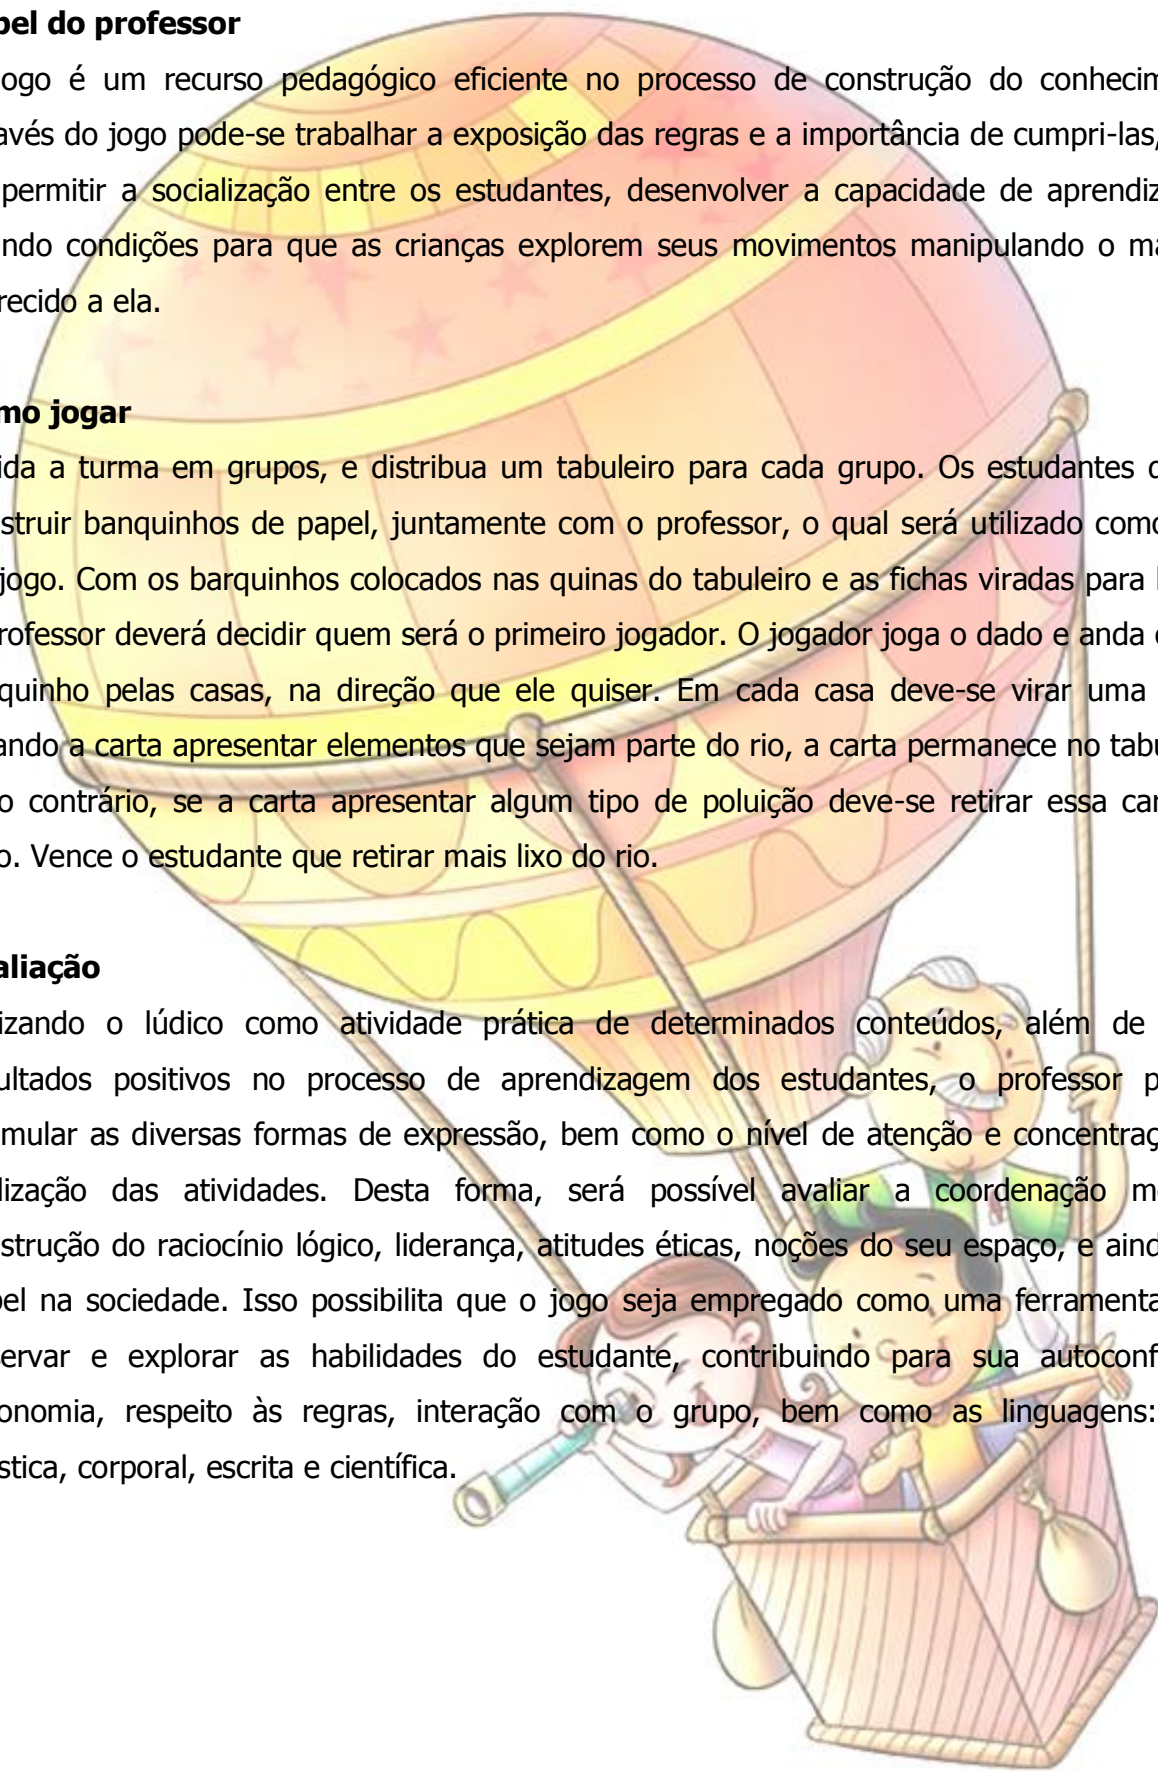 pel do professor
ogo é um recurso pedagógico eficiente no processo de construção do conhecim
avés do jogo pode-se trabalhar a exposição das regras e a importância de cumpri-las,
permitir a socialização entre os estudantes, desenvolver a capacidade de aprendiz
ndo condições para que as crianças explorem seus movimentos manipulando o ma
recido a ela.
mo jogar
ida a turma em grupos, e distribua um tabuleiro para cada grupo. Os estudantes d
struir banquinhos de papel, juntamente com o professor, o qual será utilizado como
jogo. Com os barquinhos colocados nas quinas do tabuleiro e as fichas viradas para
rofessor deverá decidir quem será o primeiro jogador. O jogador joga o dado e anda
quinho pelas casas, na direção que ele quiser. Em cada casa deve-se virar uma
ando a carta apresentar elementos que sejam parte do rio, a carta permanece no tabu
o contrário, se a carta apresentar algum tipo de poluição deve-se retirar essa car
o. Vence o estudante que retirar mais lixo do rio.
aliação
izando o lúdico como atividade prática de determinados conteúdos, além de
ultados positivos no processo de aprendizagem dos estudantes, o professor p
mular as diversas formas de expressão, bem como o nível de atenção e concentraç
lização das atividades. Desta forma, será possível avaliar a coordenação m
strução do raciocínio lógico, liderança, atitudes éticas, noções do seu espaço, e aind
pel na sociedade. Isso possibilita que o jogo seja empregado como uma ferramenta
servar e explorar as habilidades do estudante, contribuindo para sua autoconf
onomia, respeito às regras, interação com o grupo, bem como as linguagens:
stica, corporal, escrita e científica.